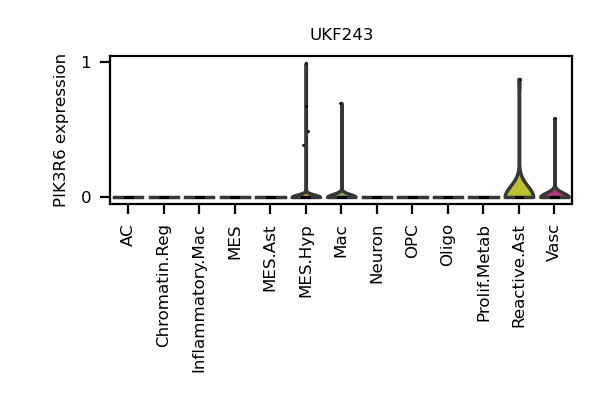 UKF243
PIK3R6 expression
1
0
AC
Chromatin.Reg
Inflammatory.Mac
MES
MES.Ast
MES.Hyp
Mac
Neuron
OPC
Oligo
Prolif.Metab
Reactive.Ast
Vasc